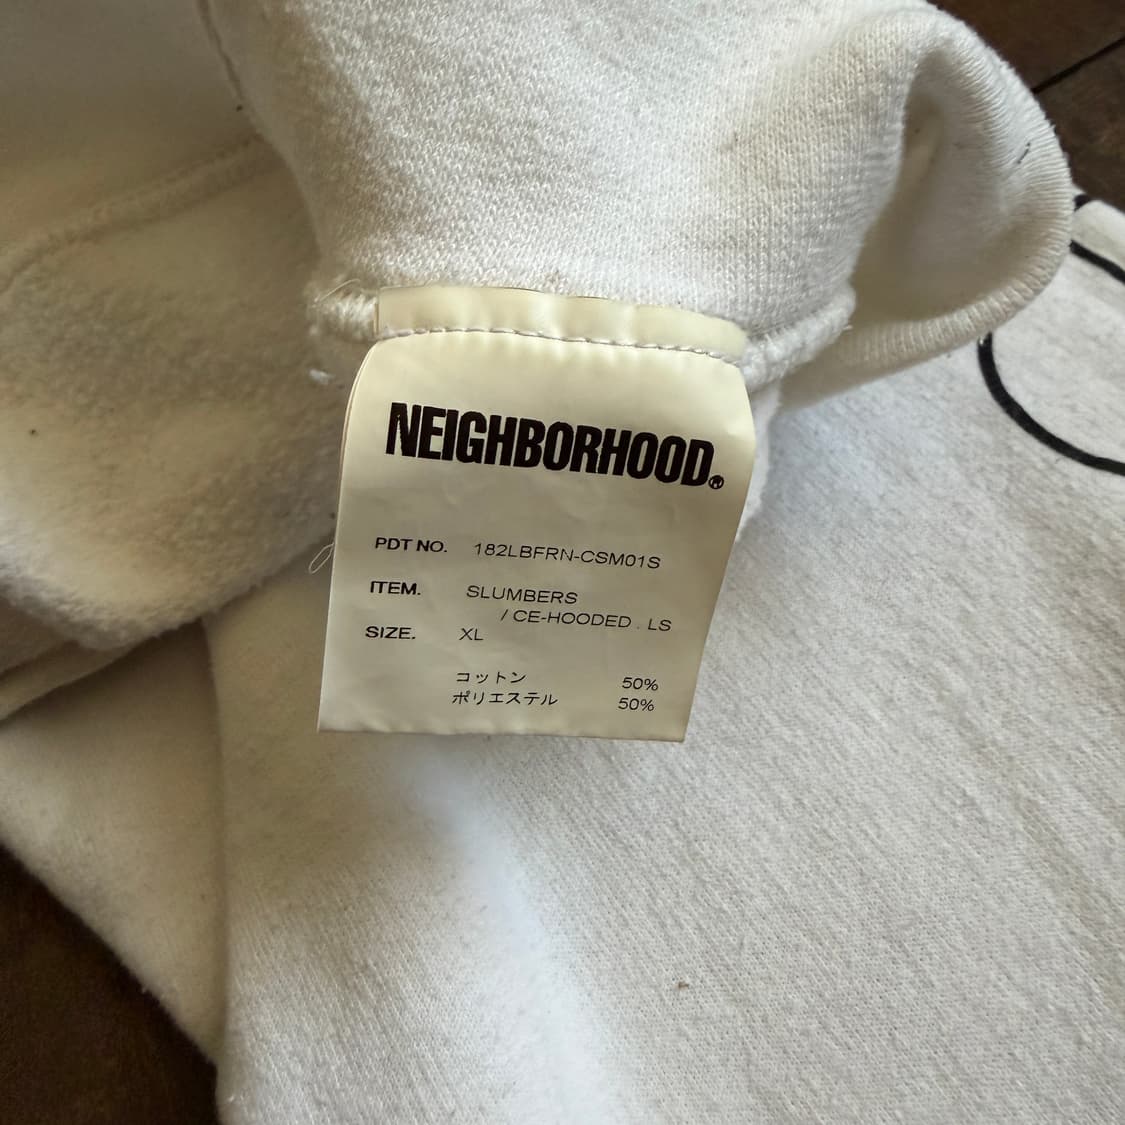 NEIGHBORHOOD®
PDT NO. 182LBFRN-CSM01S
ITEM. SLUMBERS
/ CE-HOODED . LS
SIZE. XL
コットン 50%
ポリエステル 50%